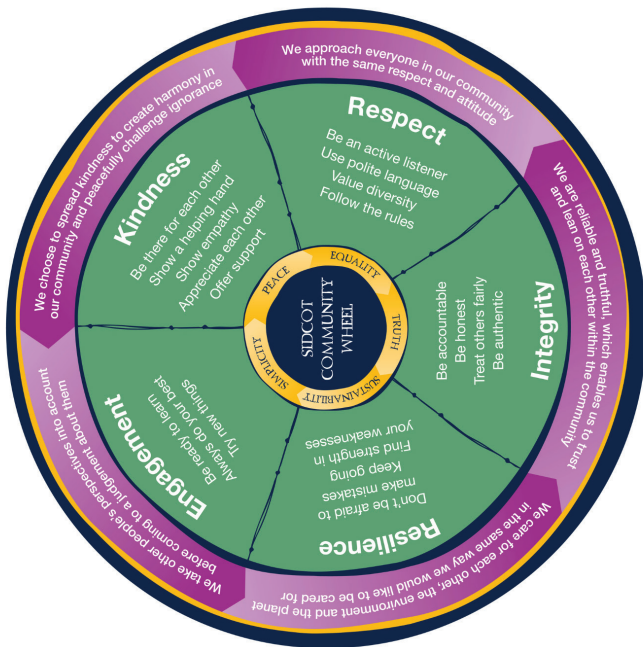 SIDCOT
COMMUNITY
WHEEL
EQUALITY
TRUTH
SUSTAINABILITY
SIMPLICITY
PEACE
We approach everyone in our community
with the same respect and attitude
Respect
Be an active listener
Use polite language
Value diversity
Follow the rules
We are reliable and truthful, which enables us to trust
and lean on each other within the community
Integrity
Be accountable
Be honest
Treat others fairly
Be authentic
We care for each other, the environment and the planet
in the same way we would like to be cared for
Resilience
Don't be afraid to
make mistakes
Keep going
Find strength in
your weaknesses
We take other people's perspectives into account
before coming to a judgement about them
Engagement
Be ready to learn
Always do your best
Try new things
We choose to spread kindness to create harmony in
our community and peacefully challenge ignorance
Kindness
Be there for each other
Show a helping hand
Show empathy
Appreciate each other
Offer support